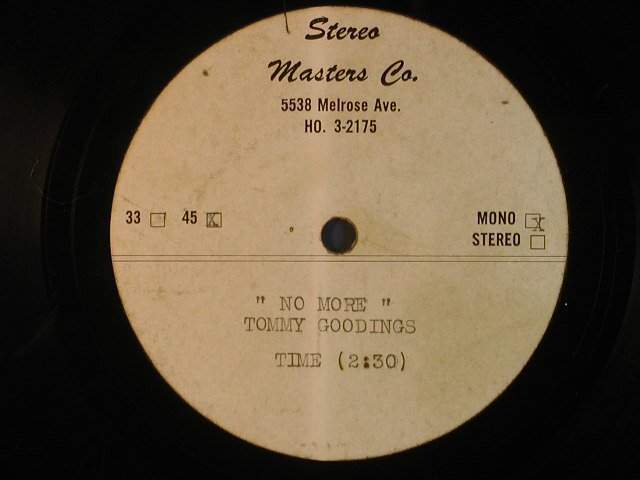 Stereo
Masters Co.
5538 Melrose Ave.
HO. 3-2175
33 45 X MONO X
STEREO
" NO MORE "
TOMMY GOODINGS
TIME (2:30)